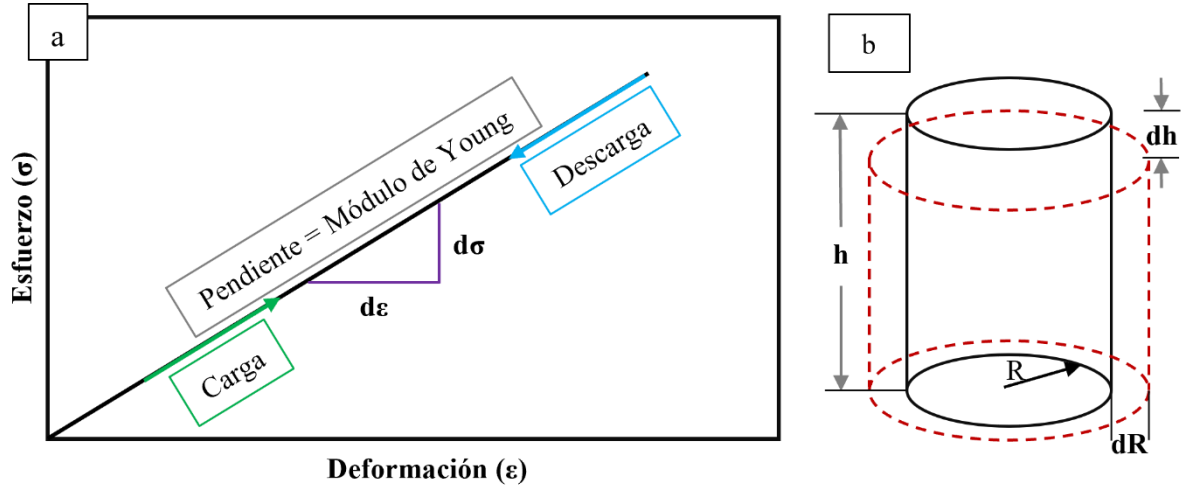 a
Esfuerzo (σ)
Pendiente = Módulo de Young
Descarga
dσ
dε
Carga
Deformación (ε)
b
dh
h
R
dR